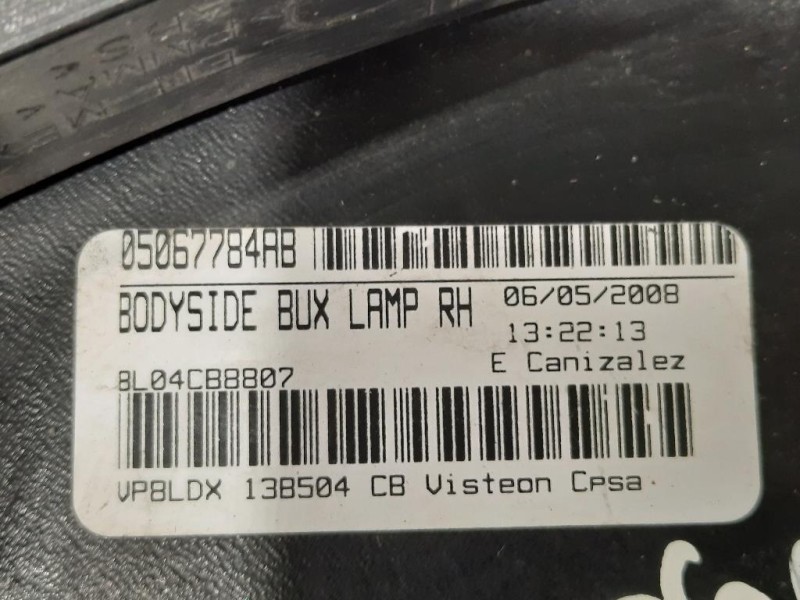 05067784AB
BODYSIDE BUX LAMP RH 06/05/2008
13:22:13
E Canizalez
8L04CB8807
VP8LDX 13B504 CB Visteon Cpsa